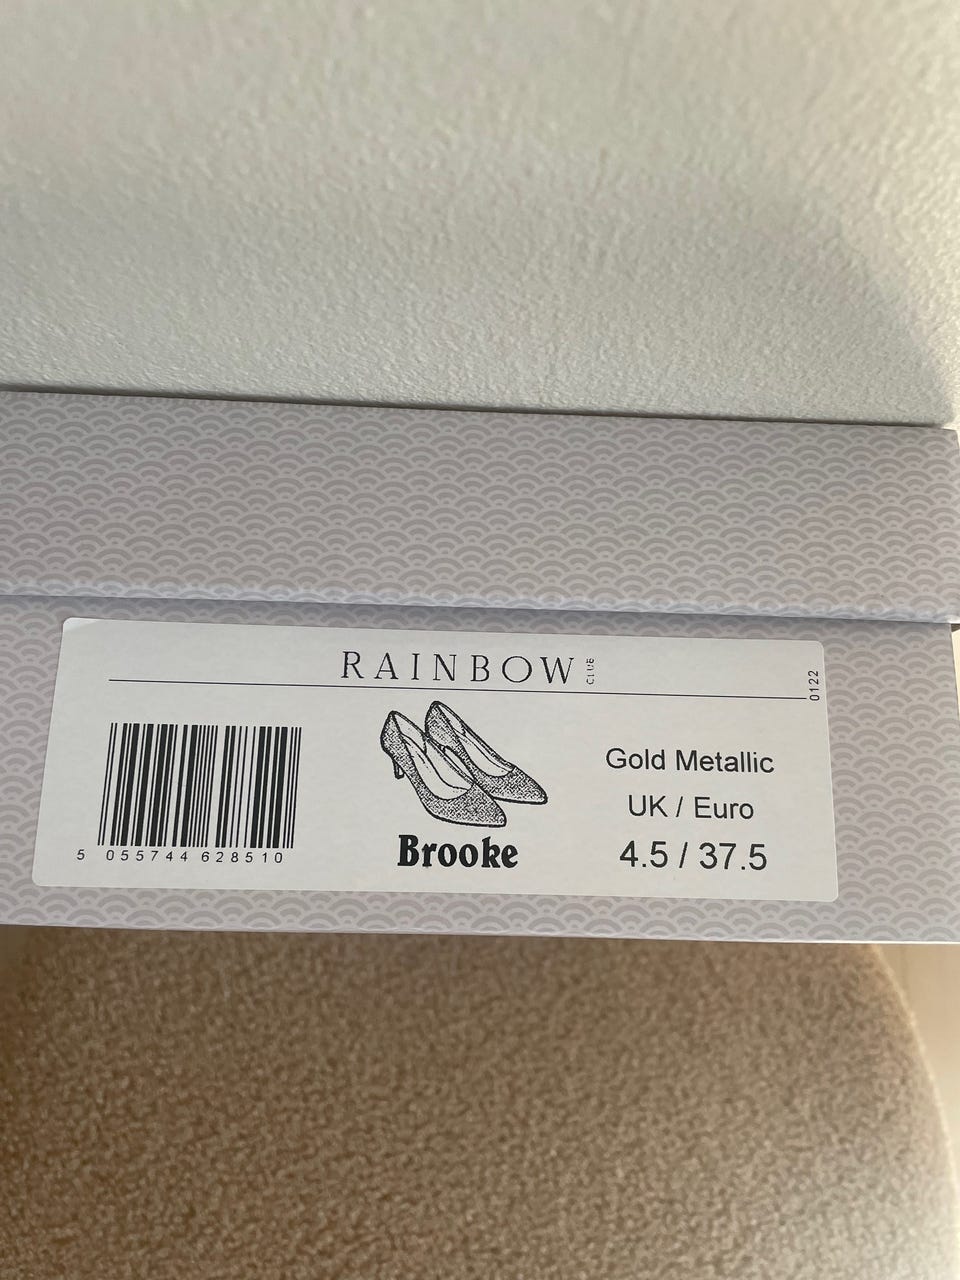 RAINBOW CLUB
0122
Gold Metallic
UK / Euro
4.5 / 37.5
Brooke
5 055744 628510